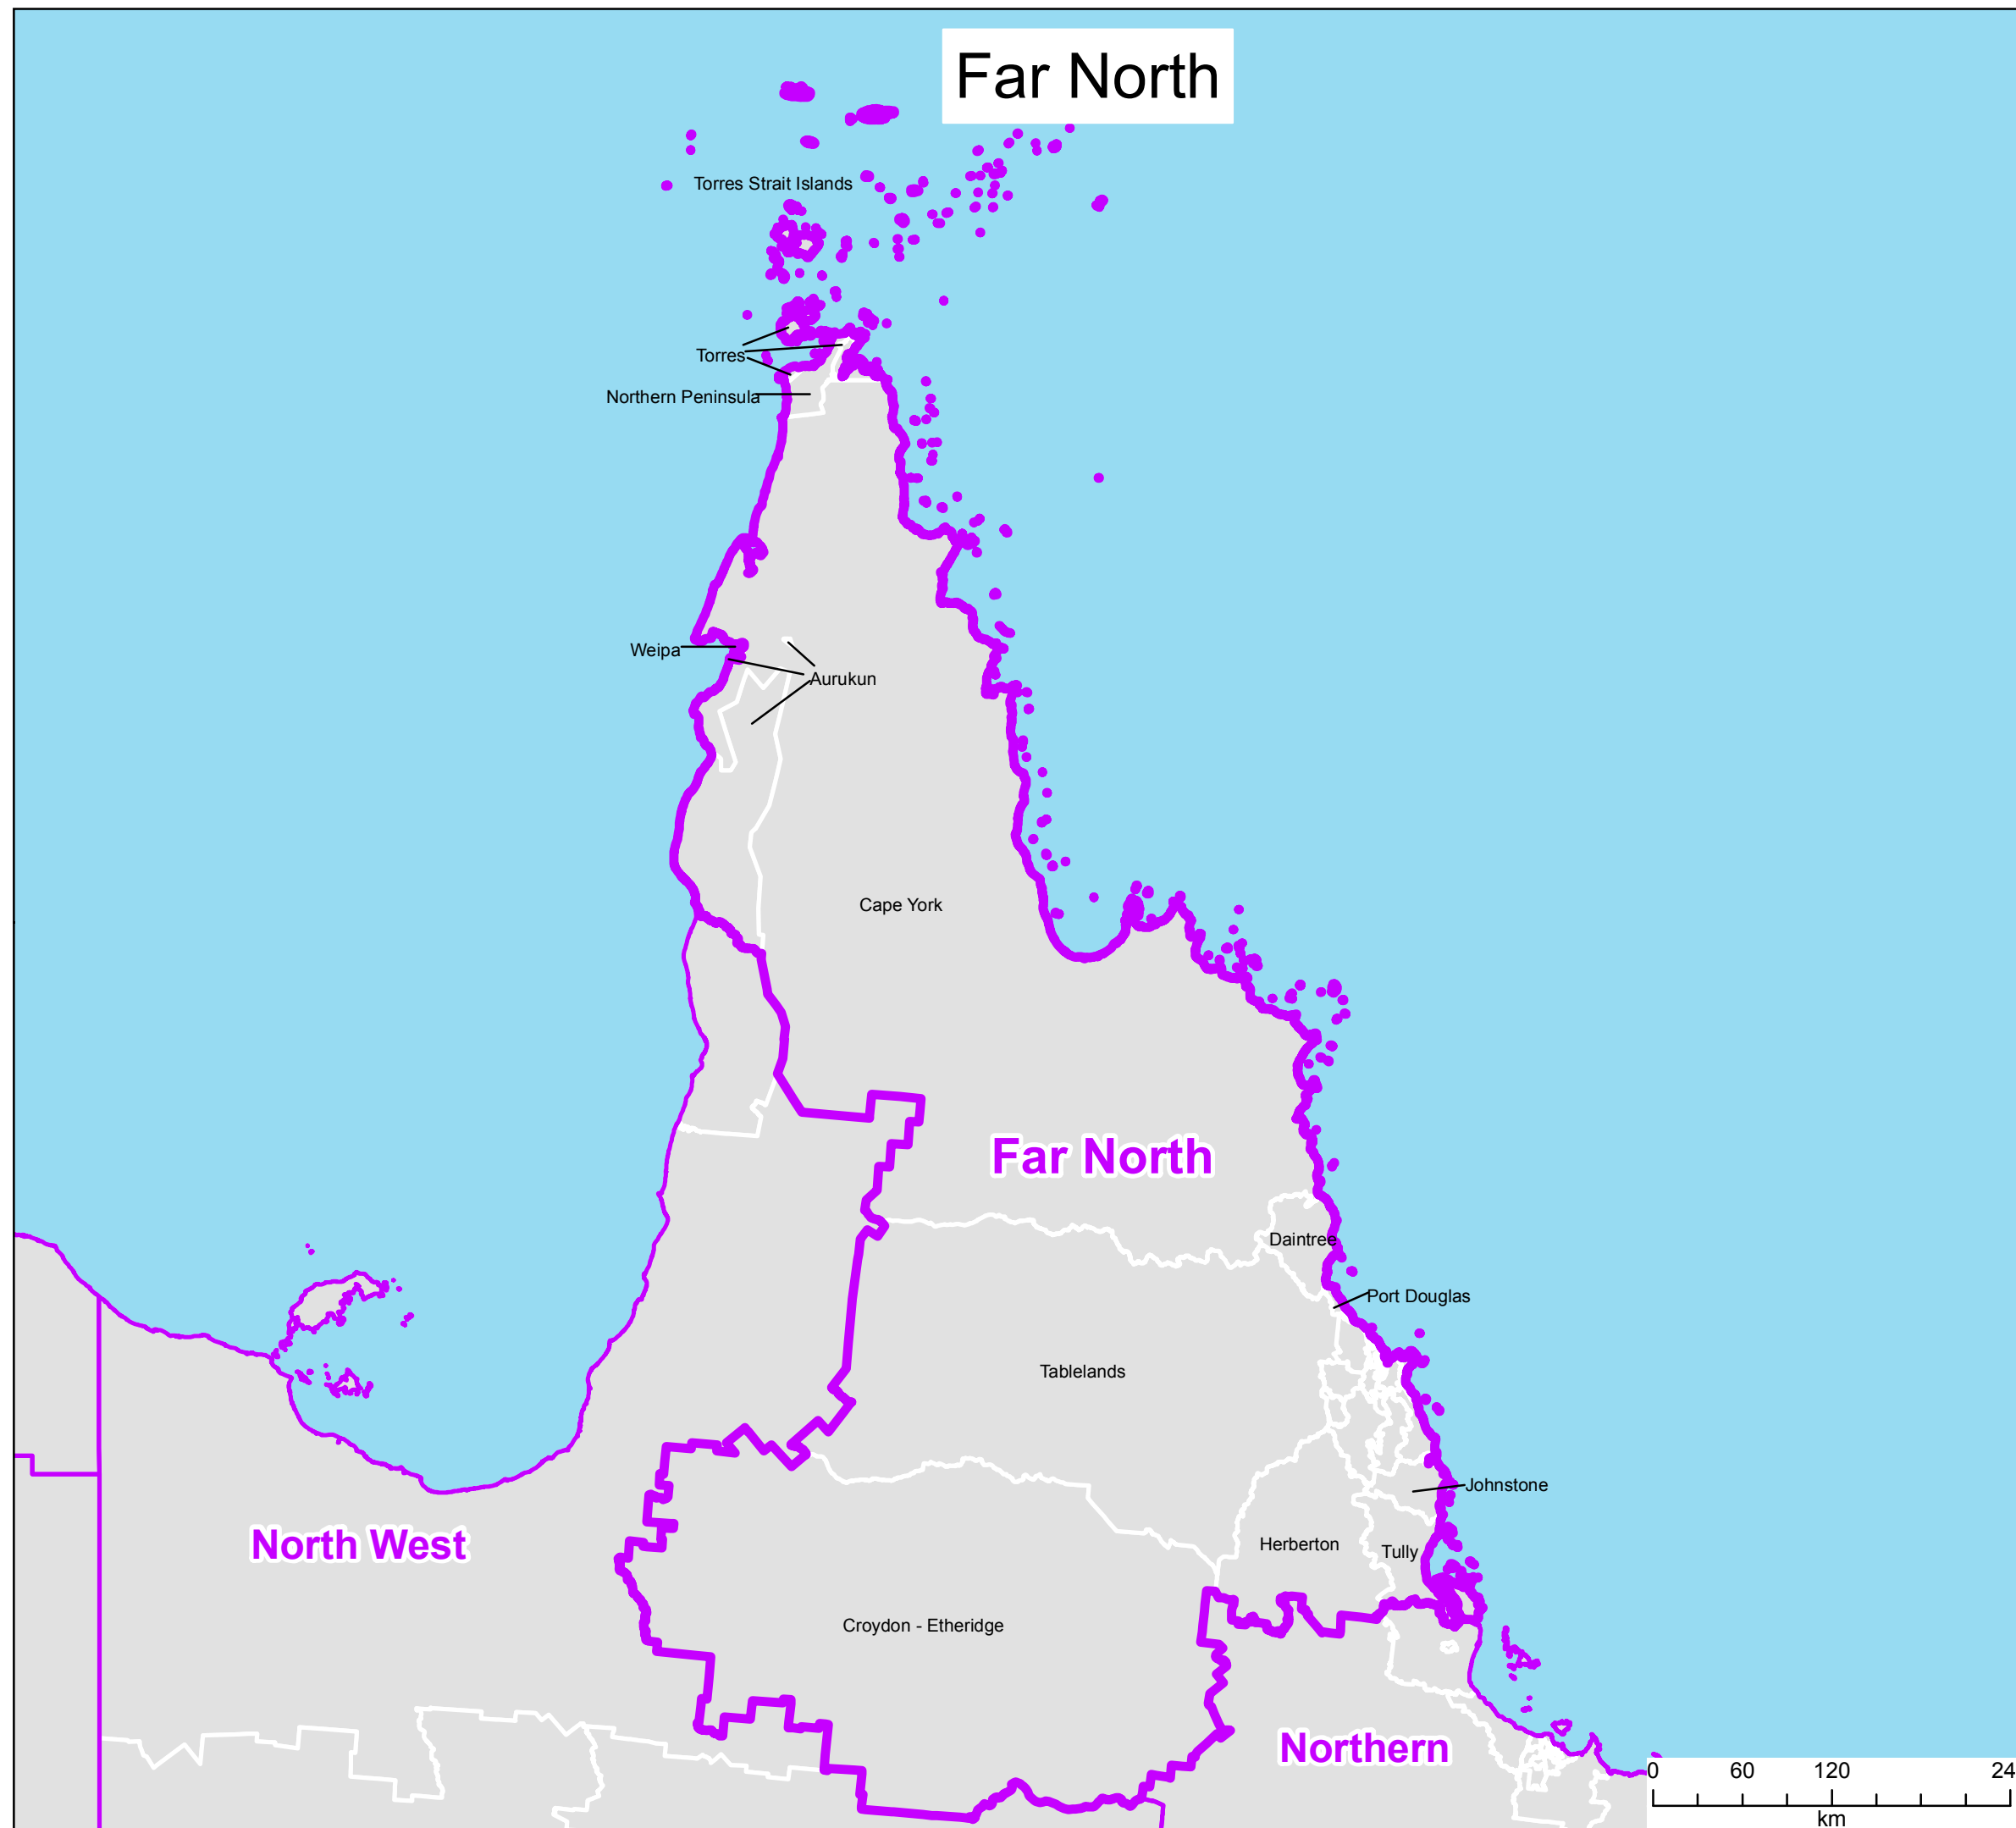 Far North
Torres Strait Islands
Torres
Northern Peninsula
Weipa
Aurukun
Cape York
Far North
Daintree
Port Douglas
Tablelands
Johnstone
North West
Herberton
Tully
Croydon - Etheridge
Northern
0 60 120 24
km